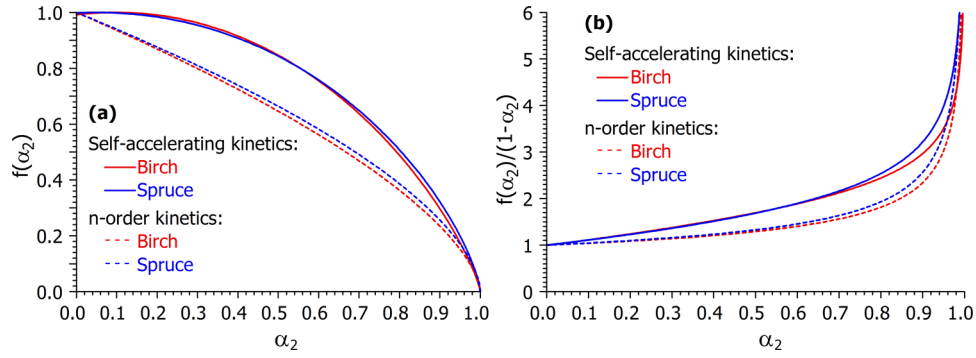 (a)
f(α2)
1.0
0.8
0.6
0.4
0.2
0.0
Self-accelerating kinetics:
Birch
Spruce
n-order kinetics:
Birch
Spruce
0.0 0.1 0.2 0.3 0.4 0.5 0.6 0.7 0.8 0.9 1.0
α2
(b)
f(α2)/(1-α2)
6
5
4
3
2
1
0
Self-accelerating kinetics:
Birch
Spruce
n-order kinetics:
Birch
Spruce
0.0 0.1 0.2 0.3 0.4 0.5 0.6 0.7 0.8 0.9 1.0
α2